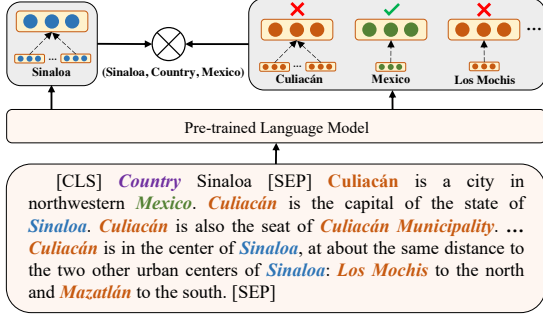 Sinaloa
(Sinaloa, Country, Mexico)
Culiacán
Mexico
Los Mochis
...
Pre-trained Language Model
[CLS] Country Sinaloa [SEP] Culiacán is a city in
northwestern Mexico. Culiacán is the capital of the state of
Sinaloa. Culiacán is also the seat of Culiacán Municipality. ...
Culiacán is in the center of Sinaloa, at about the same distance to
the two other urban centers of Sinaloa: Los Mochis to the north
and Mazatlán to the south. [SEP]